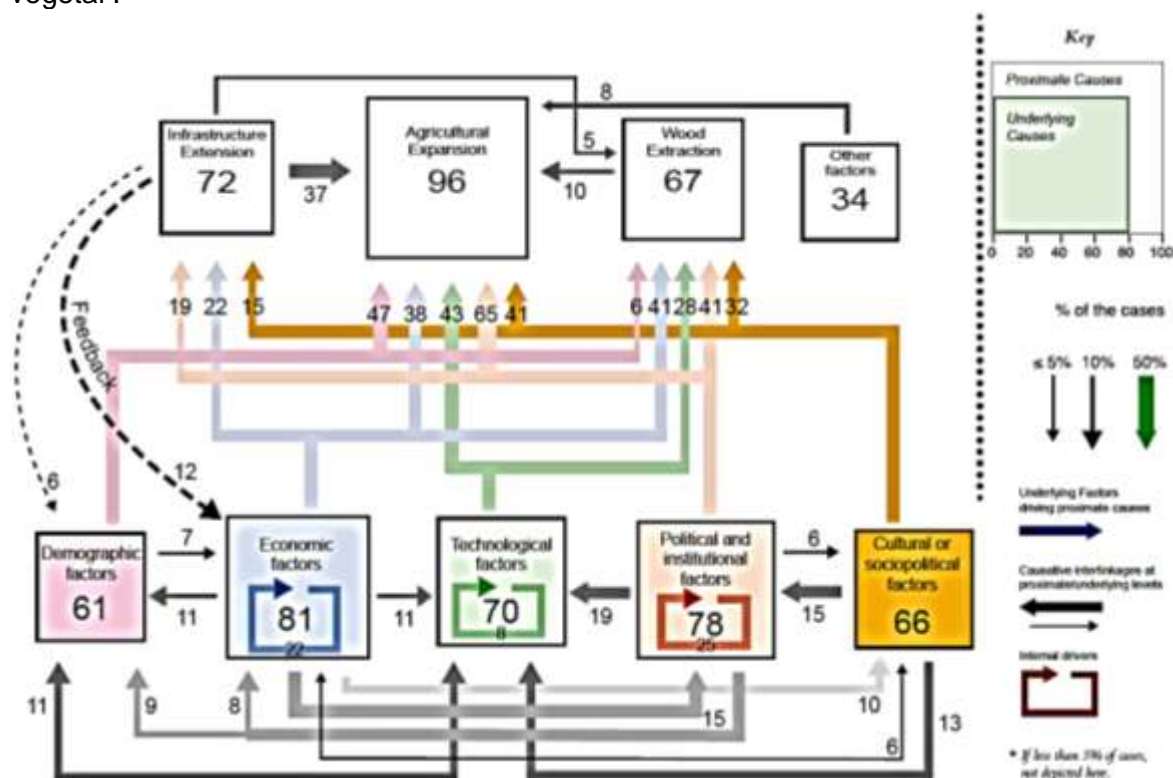 vegetal?
Infrastructure
Extension
72
Agricultural
Expansion
96
Wood
Extraction
67
Other
factors
34
8
5
37
10
19
22
15
47
38
43
65
41
6
41
28
41
32
Feedback
6
12
Demographic
factors
61
7
11
Economic
factors
81
22
11
Technological
factors
70
8
19
Political and
institutional
factors
78
25
6
15
Cultural or
sociopolitical
factors
66
11
9
8
15
10
6
13
Key
Proximate Causes
Underlying
Causes
0 20 40 60 80 100
% of the cases
≤ 5% 10% 50%
Underlying Factors
driving proximate causes
Causative interlinkages at
proximate/underlying levels
Internal drivers
* If less than 5% of cases,
not depicted here.